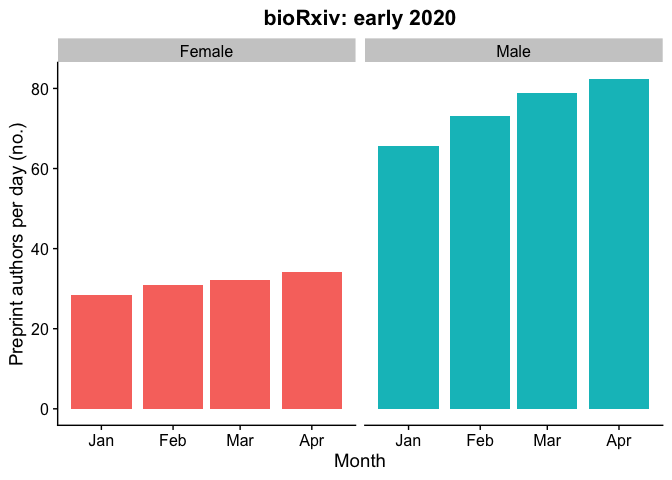 bioRxiv: early 2020
Female
Male
Preprint authors per day (no.)
80
60
40
20
0
Jan Feb Mar Apr
Jan Feb Mar Apr
Month